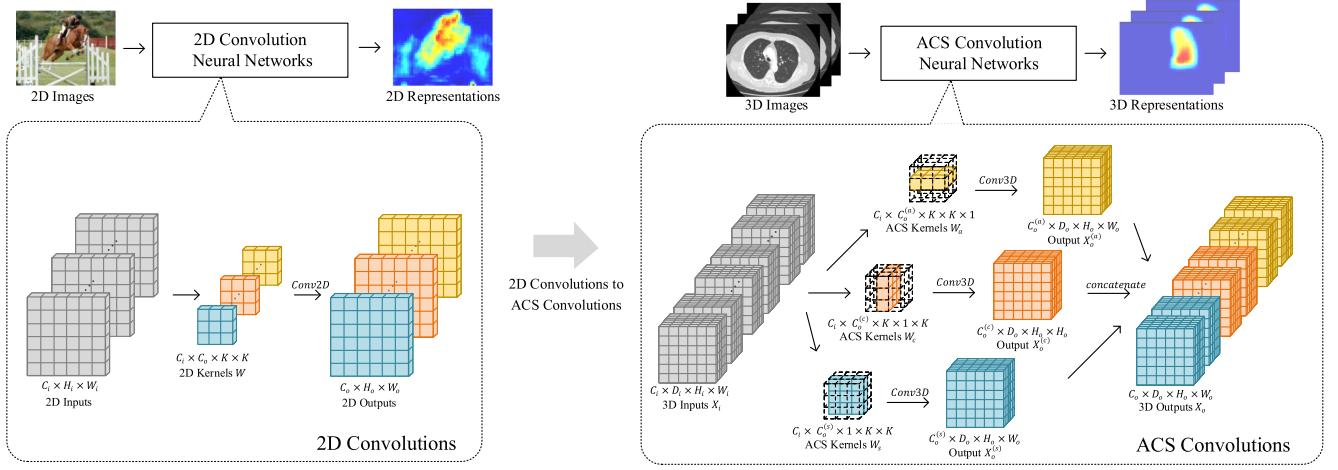 2D Images
2D Convolution
Neural Networks
2D Representations
C_i × H_i × W_i
2D Inputs
C_i × C_o × K × K
2D Kernels W
Conv2D
C_o × H_o × W_o
2D Outputs
2D Convolutions
2D Convolutions to
ACS Convolutions
3D Images
ACS Convolution
Neural Networks
3D Representations
C_i × D_i × H_i × W_i
3D Inputs X_i
C_i × C_o^(a) × K × K × 1
ACS Kernels W_a
Conv3D
C_o^(a) × D_o × H_o × W_o
Output X_o^(a)
C_i × C_o^(c) × K × 1 × K
ACS Kernels W_c
Conv3D
C_o^(c) × D_o × H_o × H_o
Output X_o^(c)
C_i × C_o^(s) × 1 × K × K
ACS Kernels W_s
Conv3D
C_o^(s) × D_o × H_o × W_o
Output X_o^(s)
concatenate
C_o × D_o × H_o × W_o
3D Outputs X_o
ACS Convolutions